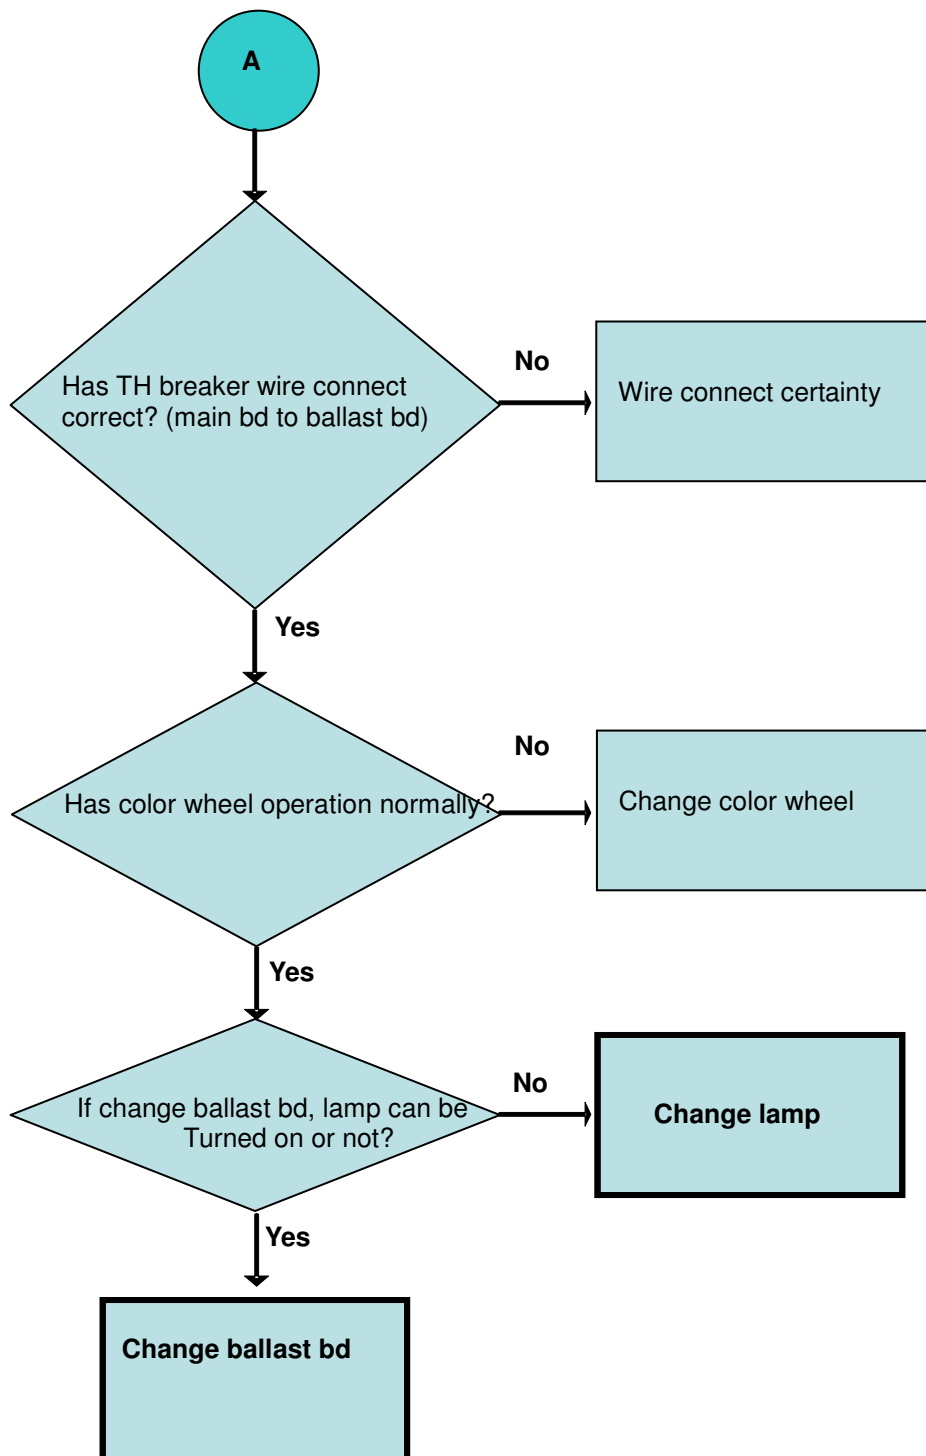 A
No
Has TH breaker wire connect
correct? (main bd to ballast bd)
Wire connect certainty
Yes
No
Has color wheel operation normally?
Change color wheel
Yes
No
If change ballast bd, lamp can be
Turned on or not?
Change lamp
Yes
Change ballast bd